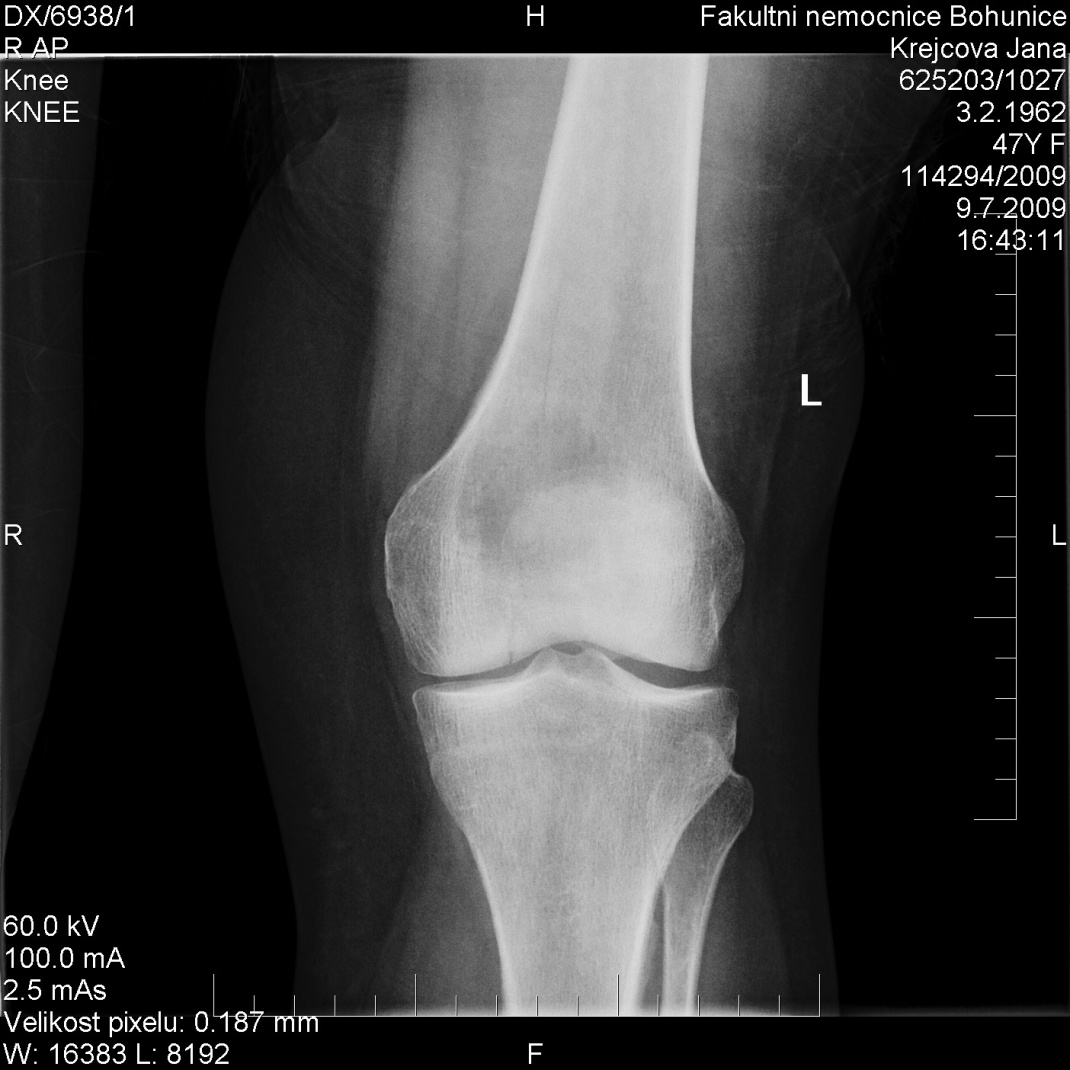 DX/6938/1
R AP
Knee
KNEE
H
Fakultni nemocnice Bohunice
Krejcova Jana
625203/1027
3.2.1962
47Y F
114294/2009
9.7.2009
16:43:11
L
R
L
60.0 kV
100.0 mA
2.5 mAs
Velikost pixelu: 0.187 mm
W: 16383 L: 8192
F